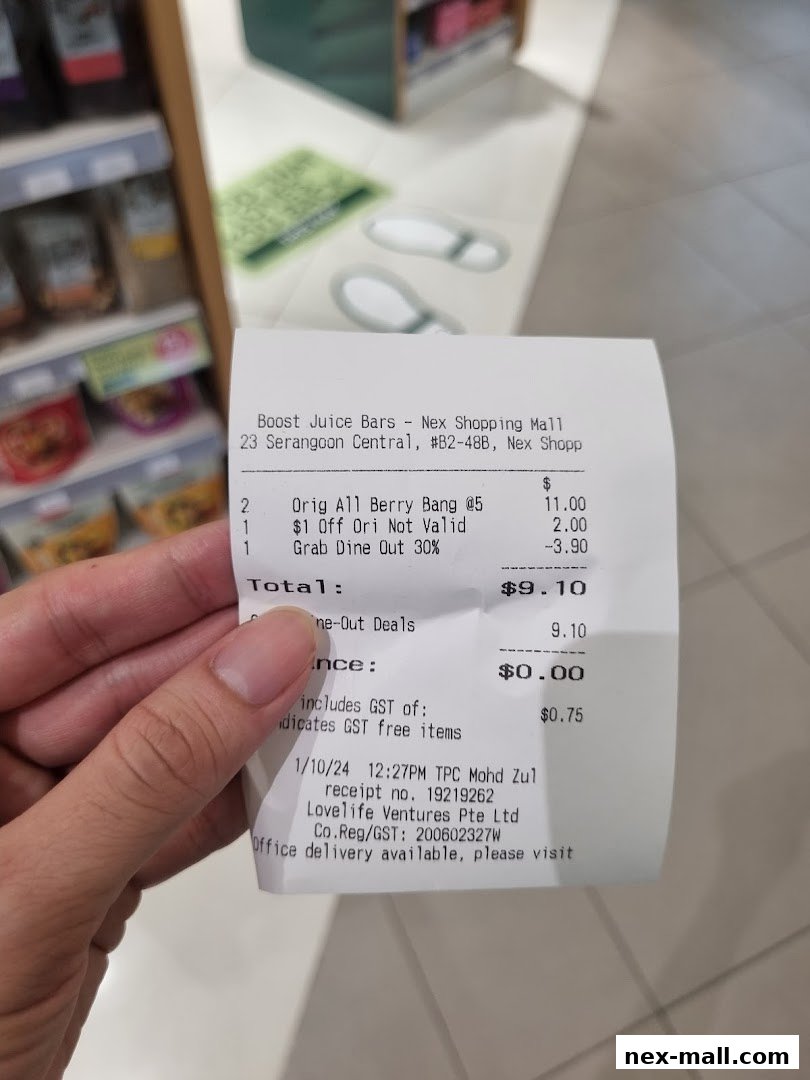 Boost Juice Bars - Nex Shopping Mall
23 Serangoon Central, #B2-48B, Nex Shopp
$
2 Orig All Berry Bang @5 11.00
1 $1 Off Ori Not Valid 2.00
1 Grab Dine Out 30% -3.90
Total: $9.10
ne-Out Deals 9.10
nce: $0.00
includes GST of: $0.75
dicates GST free items
1/10/24 12:27PM TPC Mohd Zul
receipt no. 19219262
Lovelife Ventures Pte Ltd
Co.Reg/GST: 200602327W
Office delivery available, please visit
nex-mall.com